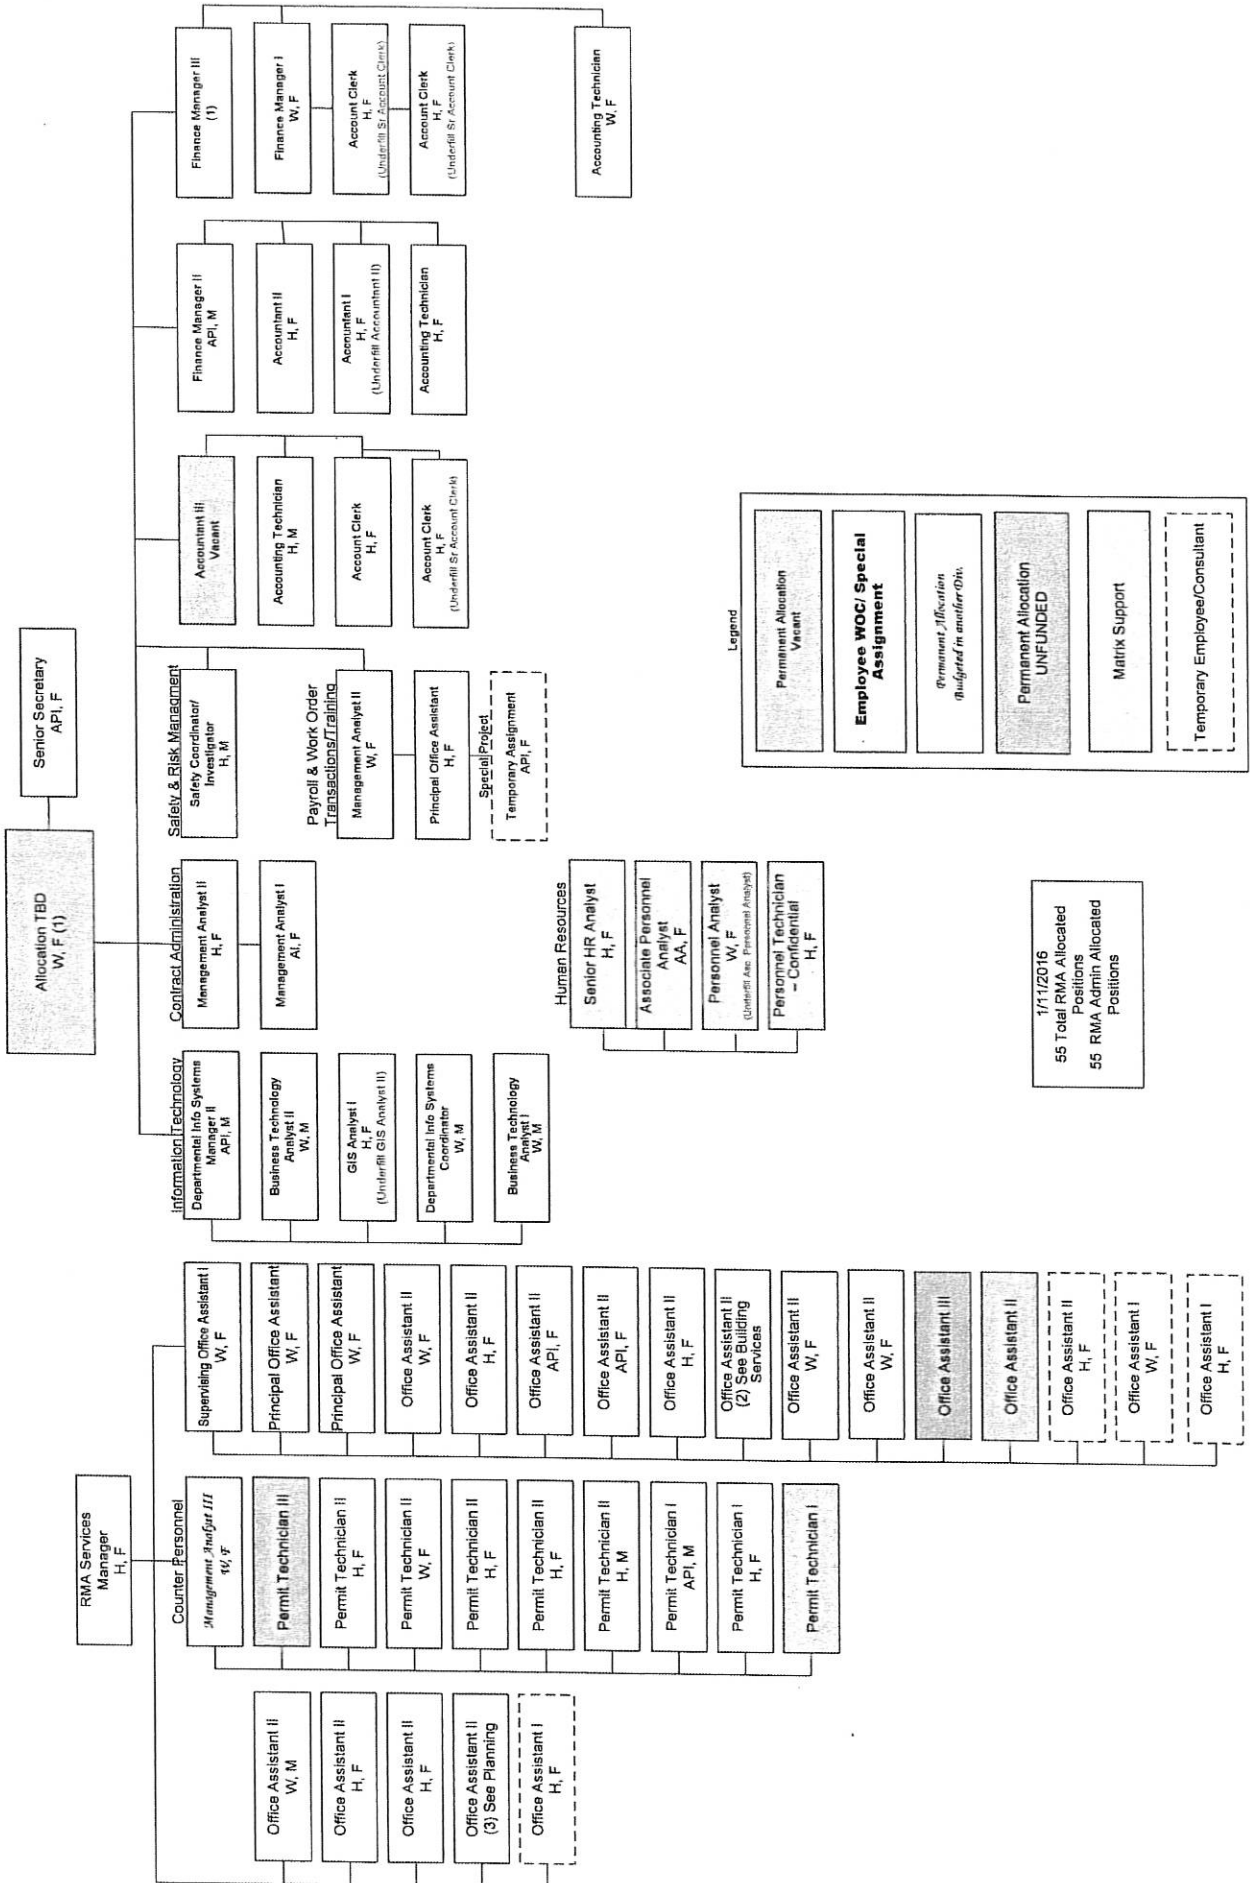 Allocation TBD
W, F (1)
Senior Secretary
API, F
RMA Services
Manager
H, F
Office Assistant II
W, M
Office Assistant II
H, F
Office Assistant II
H, F
Office Assistant II
(3) See Planning
Office Assistant I
H, F
Counter Personnel
Management Analyst III
W, F
Permit Technician III
Permit Technician II
H, F
Permit Technician II
W, F
Permit Technician II
H, F
Permit Technician II
H, F
Permit Technician II
H, M
Permit Technician I
API, M
Permit Technician I
H, F
Permit Technician I
Supervising Office Assistant I
W, F
Principal Office Assistant
W, F
Principal Office Assistant
W, F
Office Assistant II
W, F
Office Assistant II
H, F
Office Assistant II
API, F
Office Assistant II
API, F
Office Assistant II
H, F
Office Assistant II
(2) See Building
Services
Office Assistant II
W, F
Office Assistant II
W, F
Office Assistant III
Office Assistant II
Office Assistant II
H, F
Office Assistant I
W, F
Office Assistant I
H, F
Information Technology
Departmental Info Systems
Manager II
API, M
Business Technology
Analyst II
W, M
GIS Analyst I
H, F
(Underfill GIS Analyst II)
Departmental Info Systems
Coordinator
W, M
Business Technology
Analyst I
W, M
Contract Administration
Management Analyst II
H, F
Management Analyst I
AI, F
Human Resources
Senior HR Analyst
H, F
Associate Personnel
Analyst
AA, F
Personnel Analyst
W, F
(Underfill Asc. Personnel Analyst)
Personnel Technician
– Confidential
H, F
Safety & Risk Managment
Safety Coordinator/
Investigator
H, M
Payroll & Work Order
Transactions/Training
Management Analyst II
W, F
Principal Office Assistant
H, F
Special Project
Temporary Assignment
API, F
Accountant III
Vacant
Accounting Technician
H, M
Account Clerk
H, F
Account Clerk
H, F
(Underfill Sr Account Clerk)
Finance Manager II
API, M
Accountant II
H, F
Accountant I
H, F
(Underfill Accountant II)
Accounting Technician
H, F
Finance Manager III
(1)
Finance Manager I
W, F
Account Clerk
H, F
(Underfill Sr Account Clerk)
Account Clerk
H, F
(Underfill Sr Account Clerk)
Accounting Technician
W, F
1/11/2016
55 Total RMA Allocated
Positions
55 RMA Admin Allocated
Positions
Legend
Permanent Allocation
Vacant
Employee WOC/ Special
Assignment
Permanent Allocation
Budgeted in another Div.
Permanent Allocation
UNFUNDED
Matrix Support
Temporary Employee/Consultant